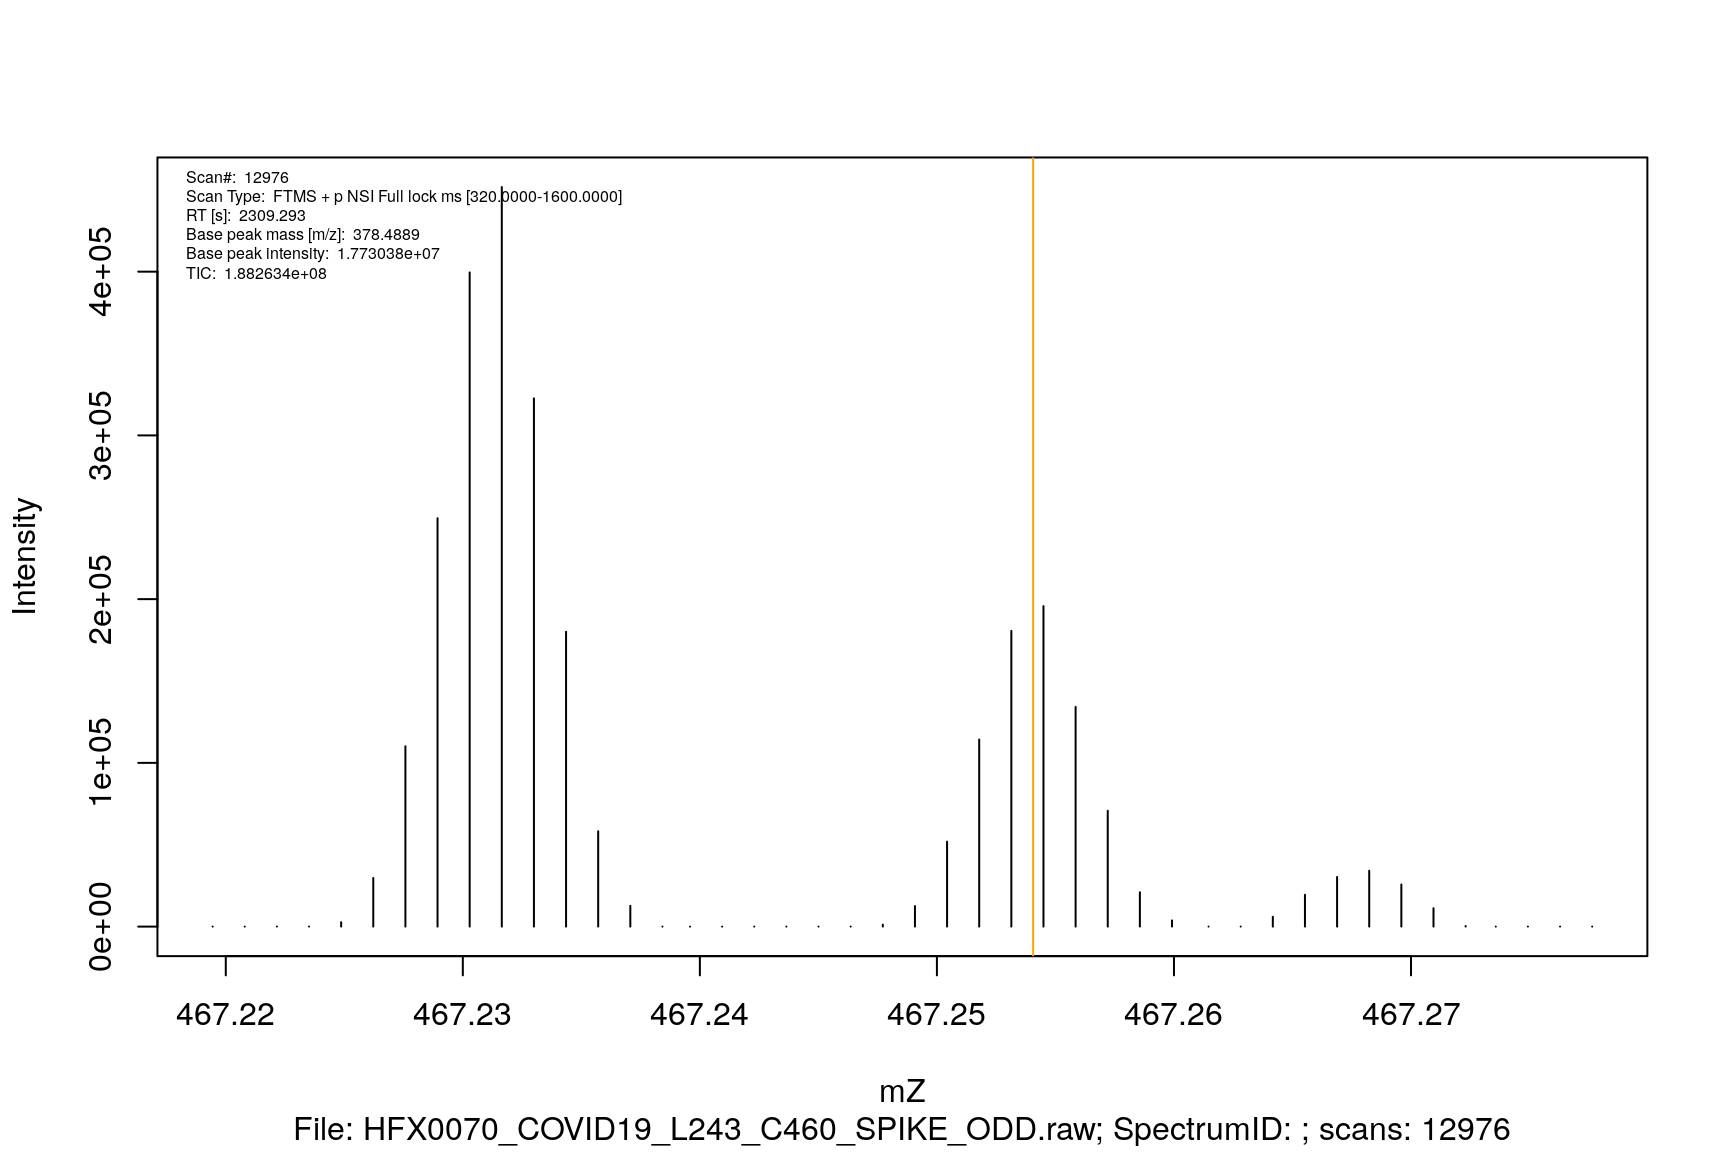 Scan#: 12976
Scan Type: FTMS + p NSI Full lock ms [320.0000-1600.0000]
RT [s]: 2309.293
Base peak mass [m/z]: 378.4889
Base peak intensity: 1.773038e+07
TIC: 1.882634e+08
4e+05
3e+05
2e+05
1e+05
0e+00
Intensity
467.22 467.23 467.24 467.25 467.26 467.27
mZ
File: HFX0070_COVID19_L243_C460_SPIKE_ODD.raw; SpectrumID: ; scans: 12976